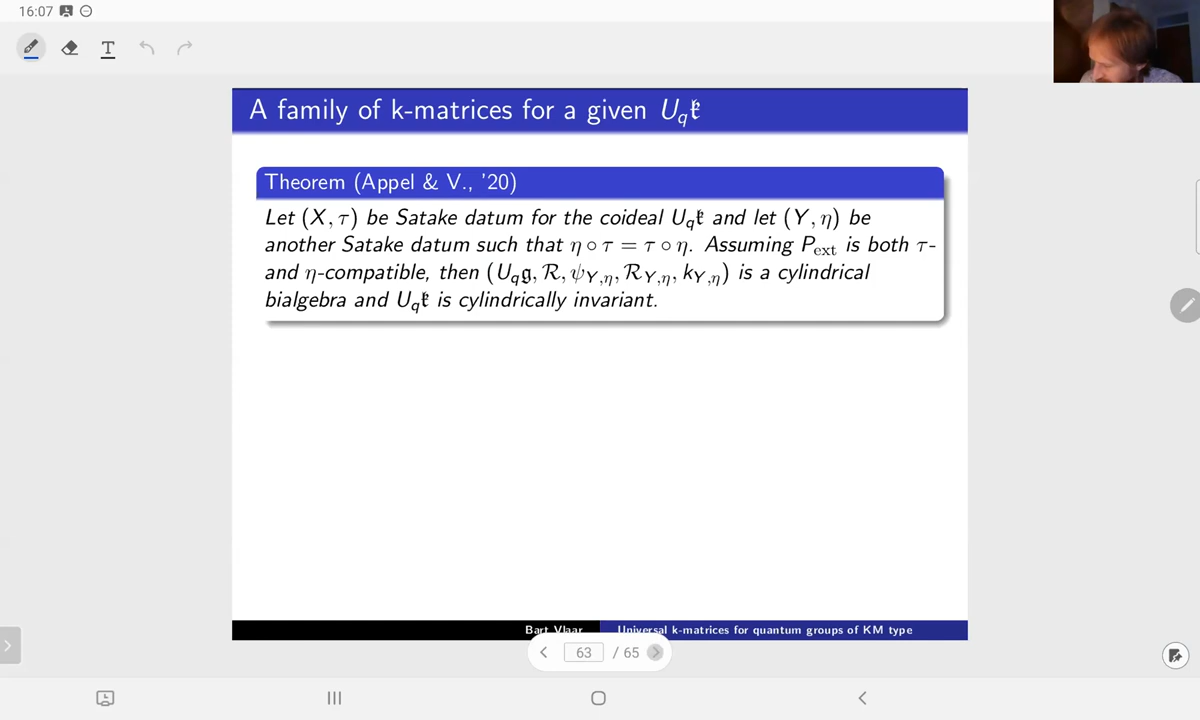 16:07
T
A family of k-matrices for a given U_q𝔨
Theorem (Appel & V., '20)
Let (X, τ) be Satake datum for the coideal U_q𝔨 and let (Y, η) be
another Satake datum such that η ∘ τ = τ ∘ η. Assuming P_ext is both τ-
and η-compatible, then (U_q𝔤, ℛ, ψ_{Y,η}, ℛ_{Y,η}, k_{Y,η}) is a cylindrical
bialgebra and U_q𝔨 is cylindrically invariant.
Bart Vlaar Universal k-matrices for quantum groups of KM type
63 / 65